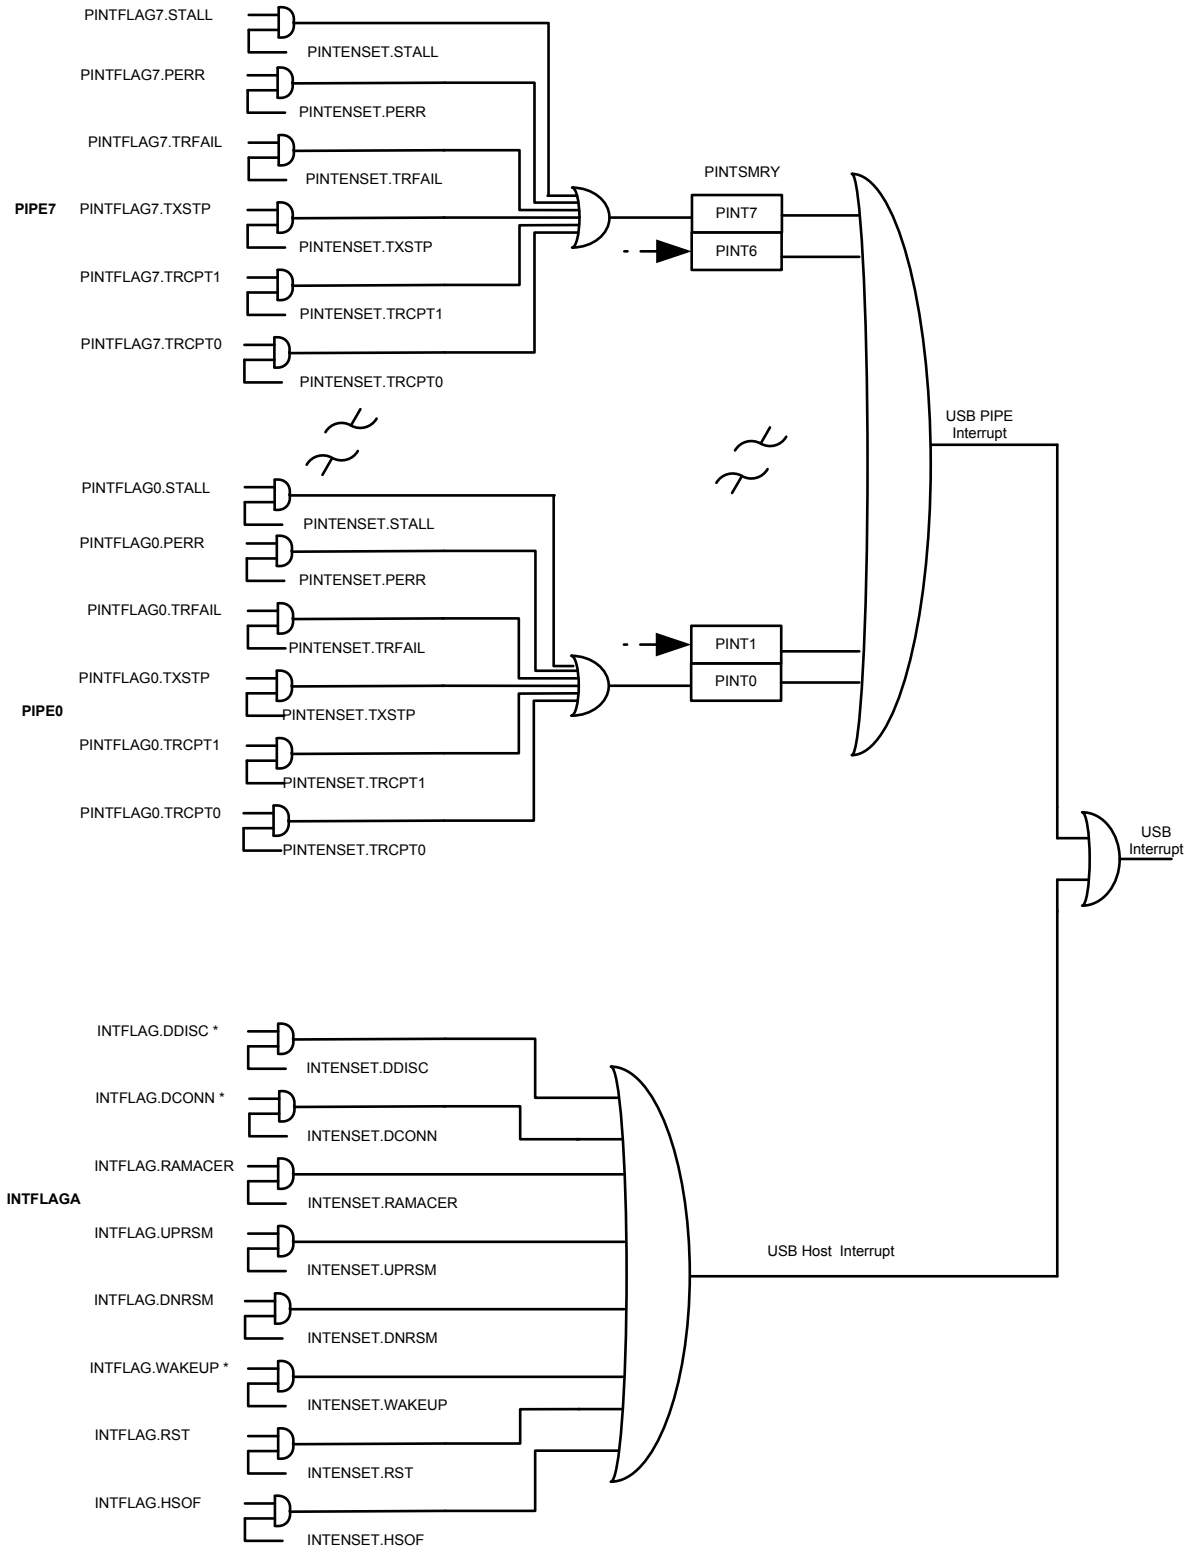 PINTFLAG7.STALL
PINTENSET.STALL
PINTFLAG7.PERR
PINTENSET.PERR
PINTFLAG7.TRFAIL
PINTENSET.TRFAIL
PIPE7
PINTFLAG7.TXSTP
PINTENSET.TXSTP
PINTFLAG7.TRCPT1
PINTENSET.TRCPT1
PINTFLAG7.TRCPT0
PINTENSET.TRCPT0
PINTSMRY
PINT7
PINT6
USB PIPE
Interrupt
PINTFLAG0.STALL
PINTENSET.STALL
PINTFLAG0.PERR
PINTENSET.PERR
PINTFLAG0.TRFAIL
PINTENSET.TRFAIL
PINTFLAG0.TXSTP
PINTENSET.TXSTP
PIPE0
PINTFLAG0.TRCPT1
PINTENSET.TRCPT1
PINTFLAG0.TRCPT0
PINTENSET.TRCPT0
PINT1
PINT0
USB
Interrupt
INTFLAG.DDISC *
INTENSET.DDISC
INTFLAG.DCONN *
INTENSET.DCONN
INTFLAG.RAMACER
INTENSET.RAMACER
INTFLAGA
INTFLAG.UPRSM
INTENSET.UPRSM
INTFLAG.DNRSM
INTENSET.DNRSM
INTFLAG.WAKEUP *
INTENSET.WAKEUP
INTFLAG.RST
INTENSET.RST
INTFLAG.HSOF
INTENSET.HSOF
USB Host Interrupt